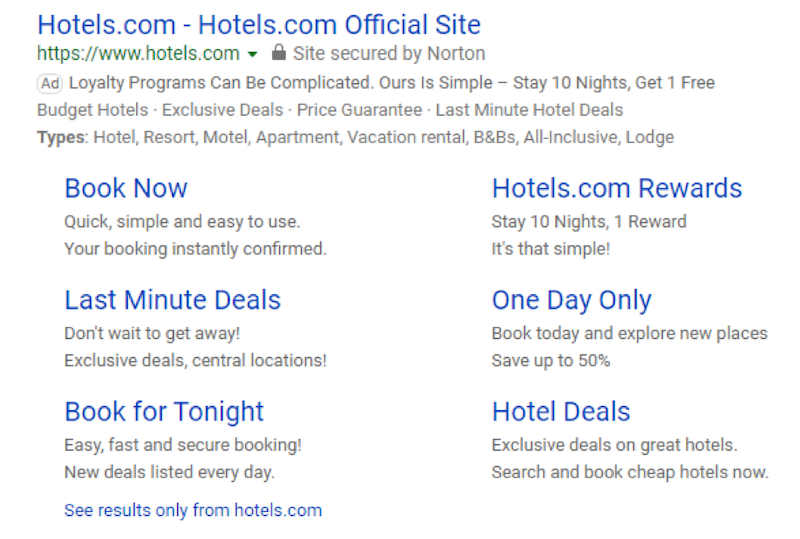 Hotels.com - Hotels.com Official Site
https://www.hotels.com Site secured by Norton
Ad Loyalty Programs Can Be Complicated. Ours Is Simple – Stay 10 Nights, Get 1 Free
Budget Hotels · Exclusive Deals · Price Guarantee · Last Minute Hotel Deals
Types: Hotel, Resort, Motel, Apartment, Vacation rental, B&Bs, All-Inclusive, Lodge
Book Now
Quick, simple and easy to use.
Your booking instantly confirmed.
Hotels.com Rewards
Stay 10 Nights, 1 Reward
It's that simple!
Last Minute Deals
Don't wait to get away!
Exclusive deals, central locations!
One Day Only
Book today and explore new places
Save up to 50%
Book for Tonight
Easy, fast and secure booking!
New deals listed every day.
Hotel Deals
Exclusive deals on great hotels.
Search and book cheap hotels now.
See results only from hotels.com